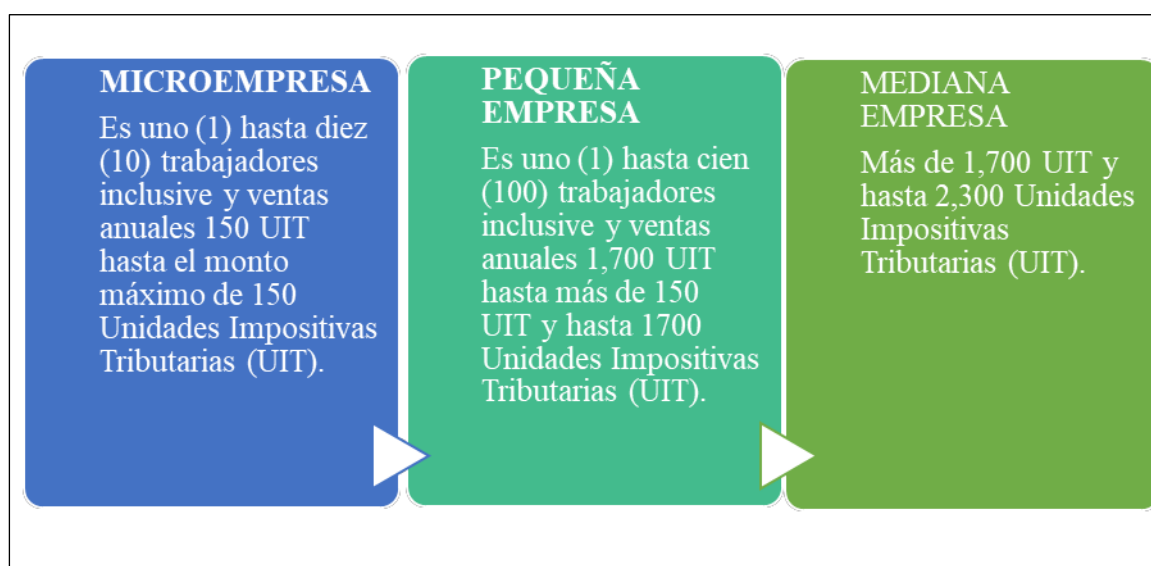 MICROEMPRESA
Es uno (1) hasta diez
(10) trabajadores
inclusive y ventas
anuales 150 UIT
hasta el monto
máximo de 150
Unidades Impositivas
Tributarias (UIT).
PEQUEÑA
EMPRESA
Es uno (1) hasta cien
(100) trabajadores
inclusive y ventas
anuales 1,700 UIT
hasta más de 150
UIT y hasta 1700
Unidades Impositivas
Tributarias (UIT).
MEDIANA
EMPRESA
Más de 1,700 UIT y
hasta 2,300 Unidades
Impositivas
Tributarias (UIT).